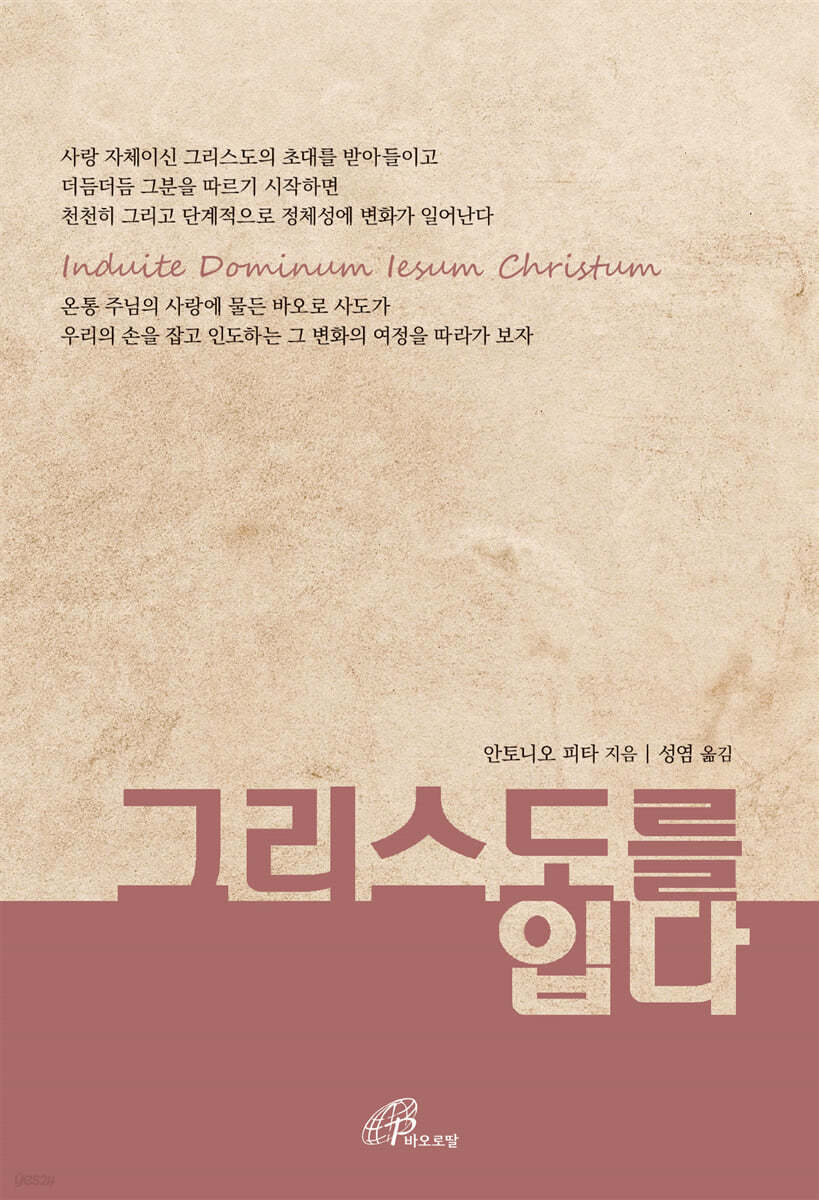 사랑 자체이신 그리스도의 초대를 받아들이고
더듬더듬 그분을 따르기 시작하면
천천히 그리고 단계적으로 정체성에 변화가 일어난다
Induite Dominum Iesum Christum
온통 주님의 사랑에 물든 바오로 사도가
우리의 손을 잡고 인도하는 그 변화의 여정을 따라가 보자
안토니오 피타 지음 | 성염 옮김
그리스도를
입다
바오로딸
yes24